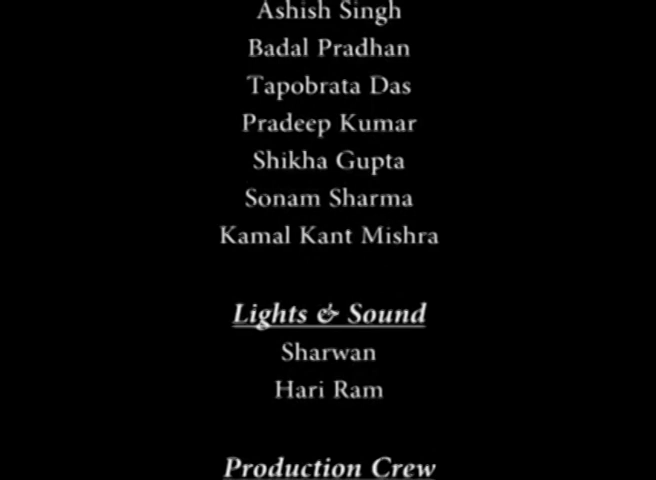 Ashish Singh
Badal Pradhan
Tapobrata Das
Pradeep Kumar
Shikha Gupta
Sonam Sharma
Kamal Kant Mishra
Lights & Sound
Sharwan
Hari Ram
Production Crew